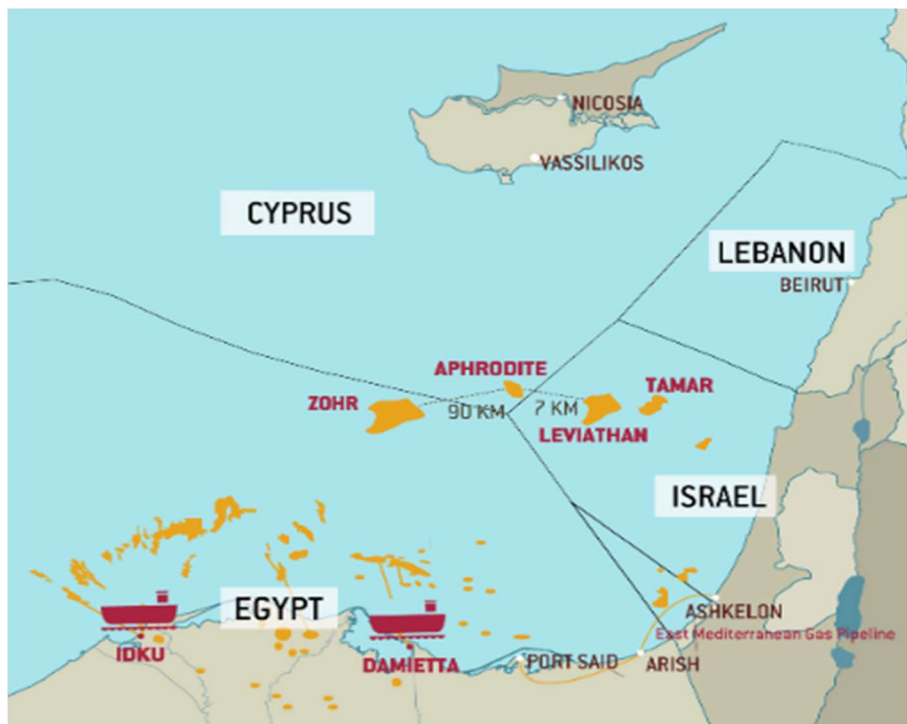 NICOSIA
VASSILIKOS
CYPRUS
LEBANON
BEIRUT
APHRODITE
ZOHR
TAMAR
90 KM
7 KM
LEVIATHAN
ISRAEL
EGYPT
ASHKELON
East Mediterranean Gas Pipeline
IDKU
DAMIETTA
PORT SAID
ARISH